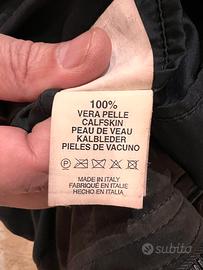 100%
VERA PELLE
CALFSKIN
PEAU DE VEAU
KALBLEDER
PIELES DE VACUNO
P
MADE IN ITALY
FABRIQUÉ EN ITALIE
HECHO EN ITALIA
subito